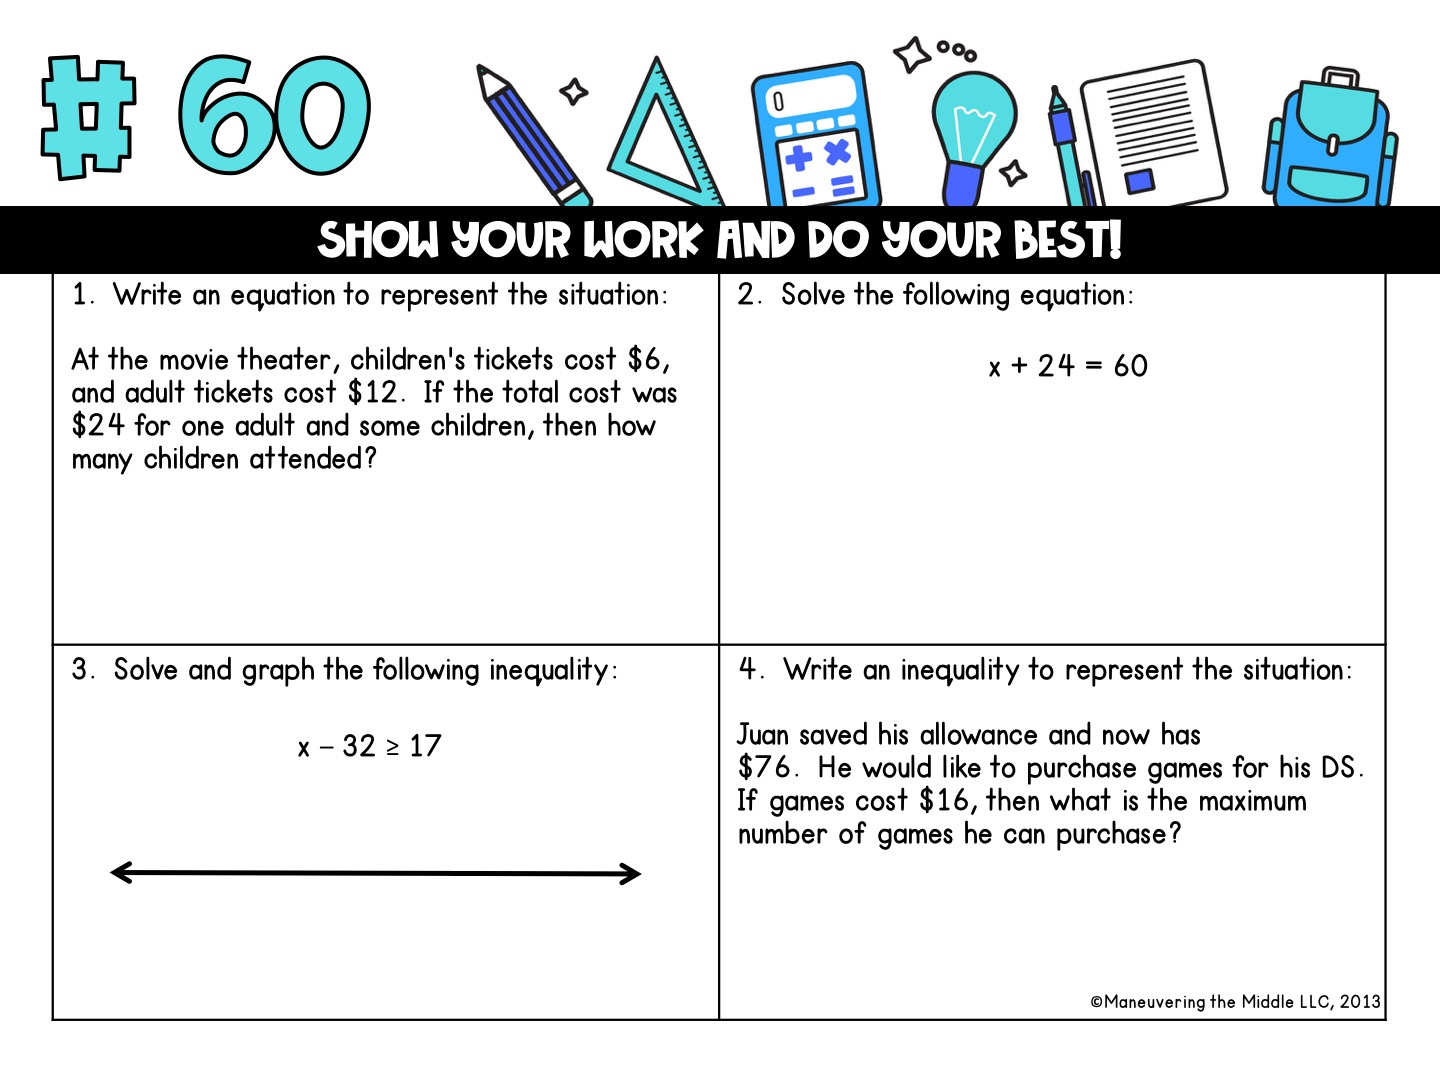 # 60
0
SHOW YOUR WORK AND DO YOUR BEST!
1. Write an equation to represent the situation:
At the movie theater, children's tickets cost $6,
and adult tickets cost $12. If the total cost was
$24 for one adult and some children, then how
many children attended?
2. Solve the following equation:
x + 24 = 60
3. Solve and graph the following inequality:
x – 32 ≥ 17
4. Write an inequality to represent the situation:
Juan saved his allowance and now has
$76. He would like to purchase games for his DS.
If games cost $16, then what is the maximum
number of games he can purchase?
©Maneuvering the Middle LLC, 2013